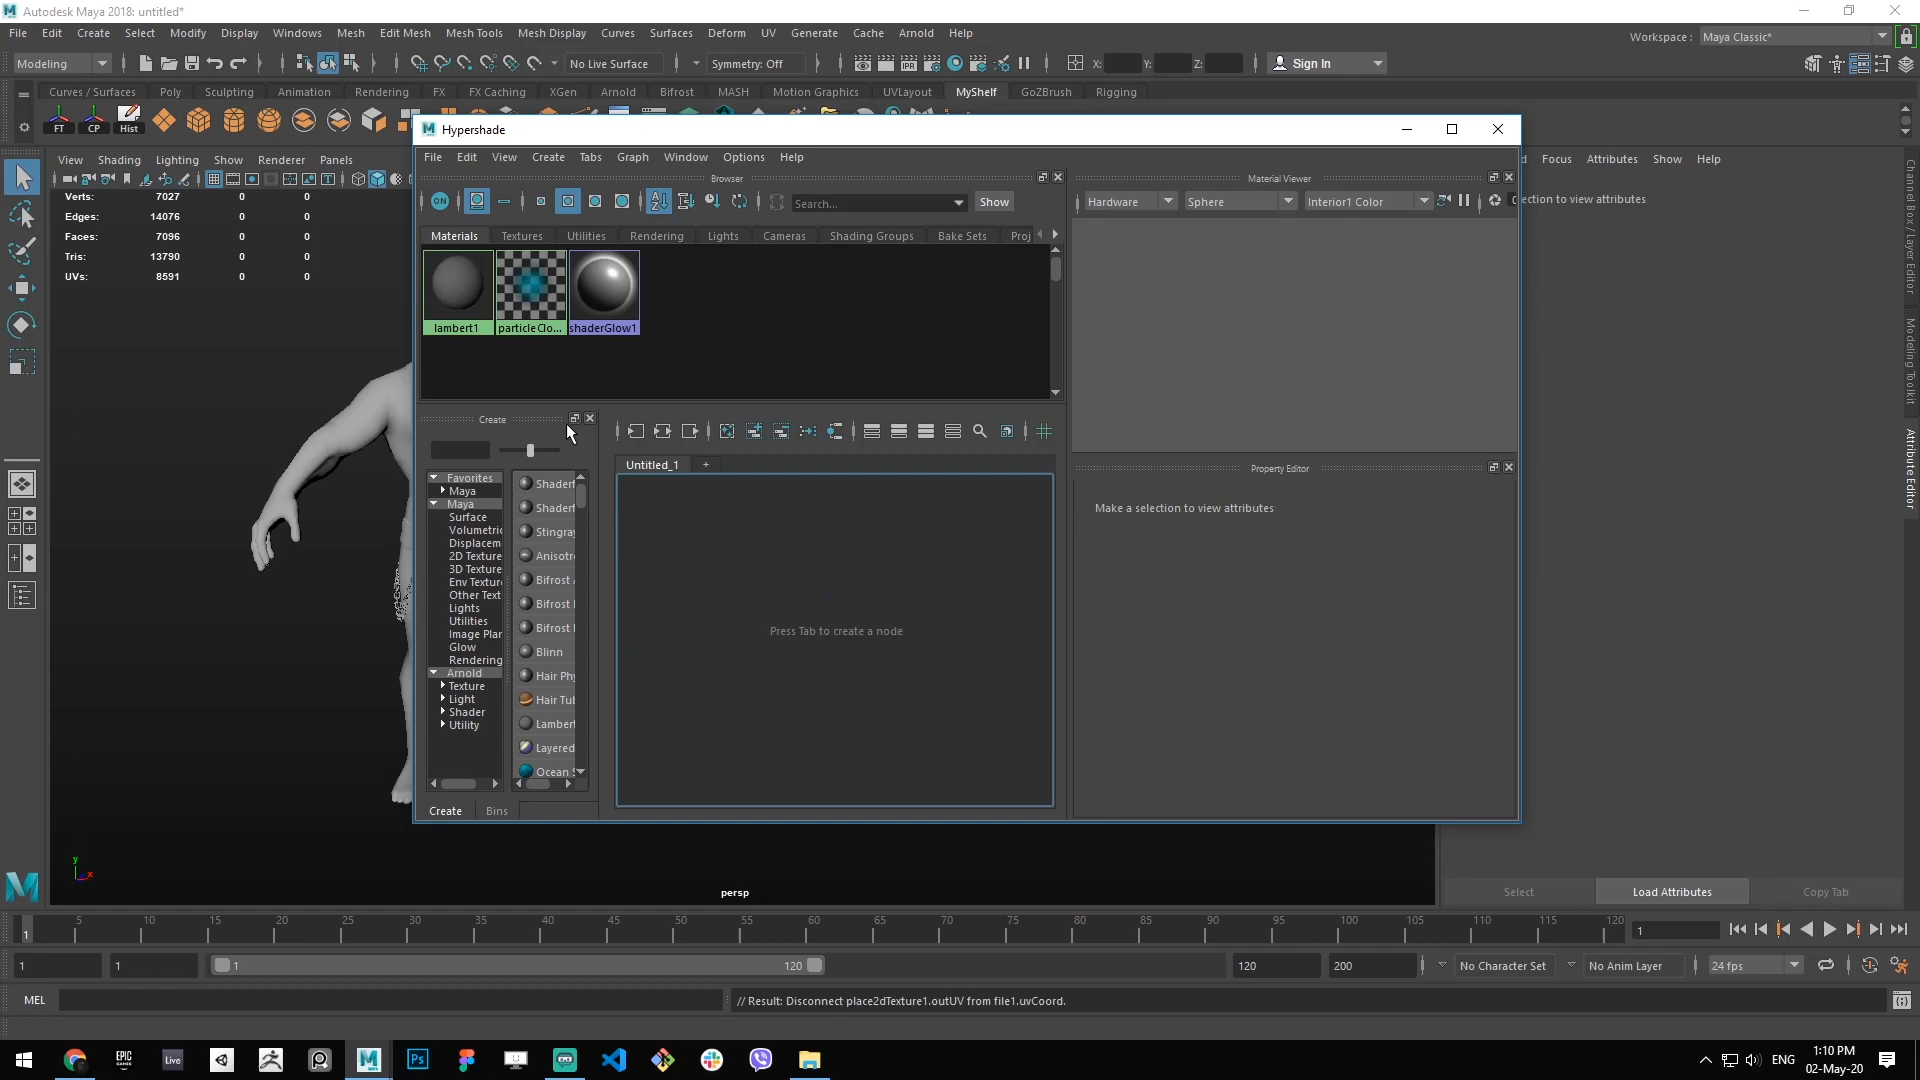 Autodesk Maya 2018: untitled*
File Edit Create Select Modify Display Windows Mesh Edit Mesh Mesh Tools Mesh Display Curves Surfaces Deform UV Generate Cache Arnold Help
Workspace : Maya Classic*
Modeling No Live Surface Symmetry: Off X: Y: Z: Sign In
Curves / Surfaces Poly Sculpting Animation Rendering FX FX Caching XGen Arnold Bifrost MASH Motion Graphics UVLayout MyShelf GoZBrush Rigging
FT CP Hist
IPR
Hypershade
View Shading Lighting Show Renderer Panels
File Edit View Create Tabs Graph Window Options Help
d Focus Attributes Show Help
Browser
Material Viewer
Verts: 7027 0 0
Edges: 14076 0 0
Faces: 7096 0 0
Tris: 13790 0 0
UVs: 8591 0 0
ON Search... Show
Hardware Sphere Interior1 Color
ection to view attributes
Materials Textures Utilities Rendering Lights Cameras Shading Groups Bake Sets Proj
lambert1 particleClo... shaderGlow1
Create
Favorites
Maya
Maya
Surface
Volumetric
Displacem
2D Texture
3D Texture
Env Texture
Other Text
Lights
Utilities
Image Plan
Glow
Rendering
Arnold
Texture
Light
Shader
Utility
Shaderf
Shaderf
Stingray
Anisotr
Bifrost
Bifrost
Bifrost
Blinn
Hair Phy
Hair Tub
Lambert
Layered
Ocean S
Create Bins
Untitled_1 +
Press Tab to create a node
Property Editor
Make a selection to view attributes
Channel Box / Layer Editor
Modeling Toolkit
Attribute Editor
y
x
persp
Select Load Attributes Copy Tab
1 5 10 15 20 25 30 35 40 45 50 55 60 65 70 75 80 85 90 95 100 105 110 115 120 1
1 1 1 120 120 200 No Character Set No Anim Layer 24 fps
MEL // Result: Disconnect place2dTexture1.outUV from file1.uvCoord.
EPIC GAMES Live Ps
ENG
1:10 PM
02-May-20